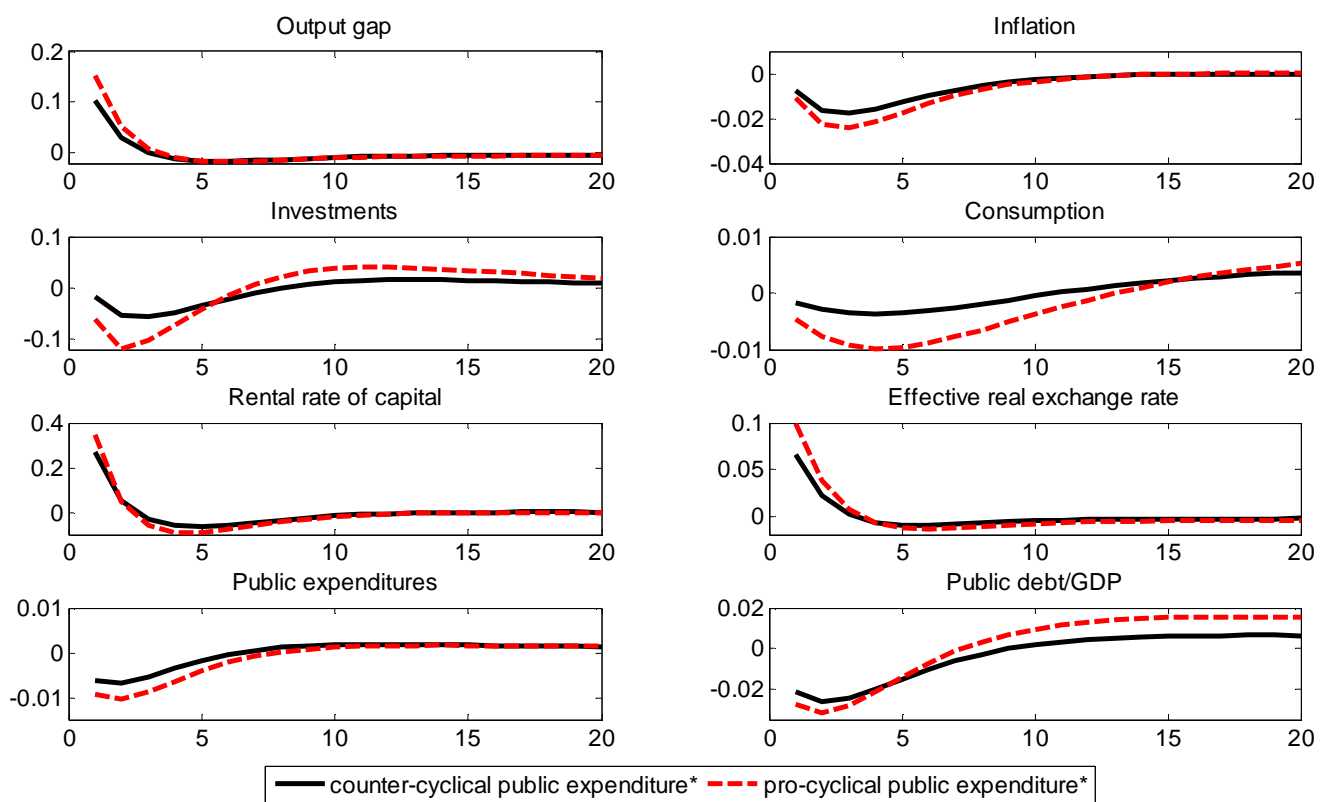 Output gap
0.2
0.1
0
0 5 10 15 20
Inflation
0
-0.02
-0.04
0 5 10 15 20
Investments
0.1
0
-0.1
0 5 10 15 20
Consumption
0.01
0
-0.01
0 5 10 15 20
Rental rate of capital
0.4
0.2
0
0 5 10 15 20
Effective real exchange rate
0.1
0.05
0
0 5 10 15 20
Public expenditures
0.01
0
-0.01
0 5 10 15 20
Public debt/GDP
0.02
0
-0.02
0 5 10 15 20
counter-cyclical public expenditure* pro-cyclical public expenditure*